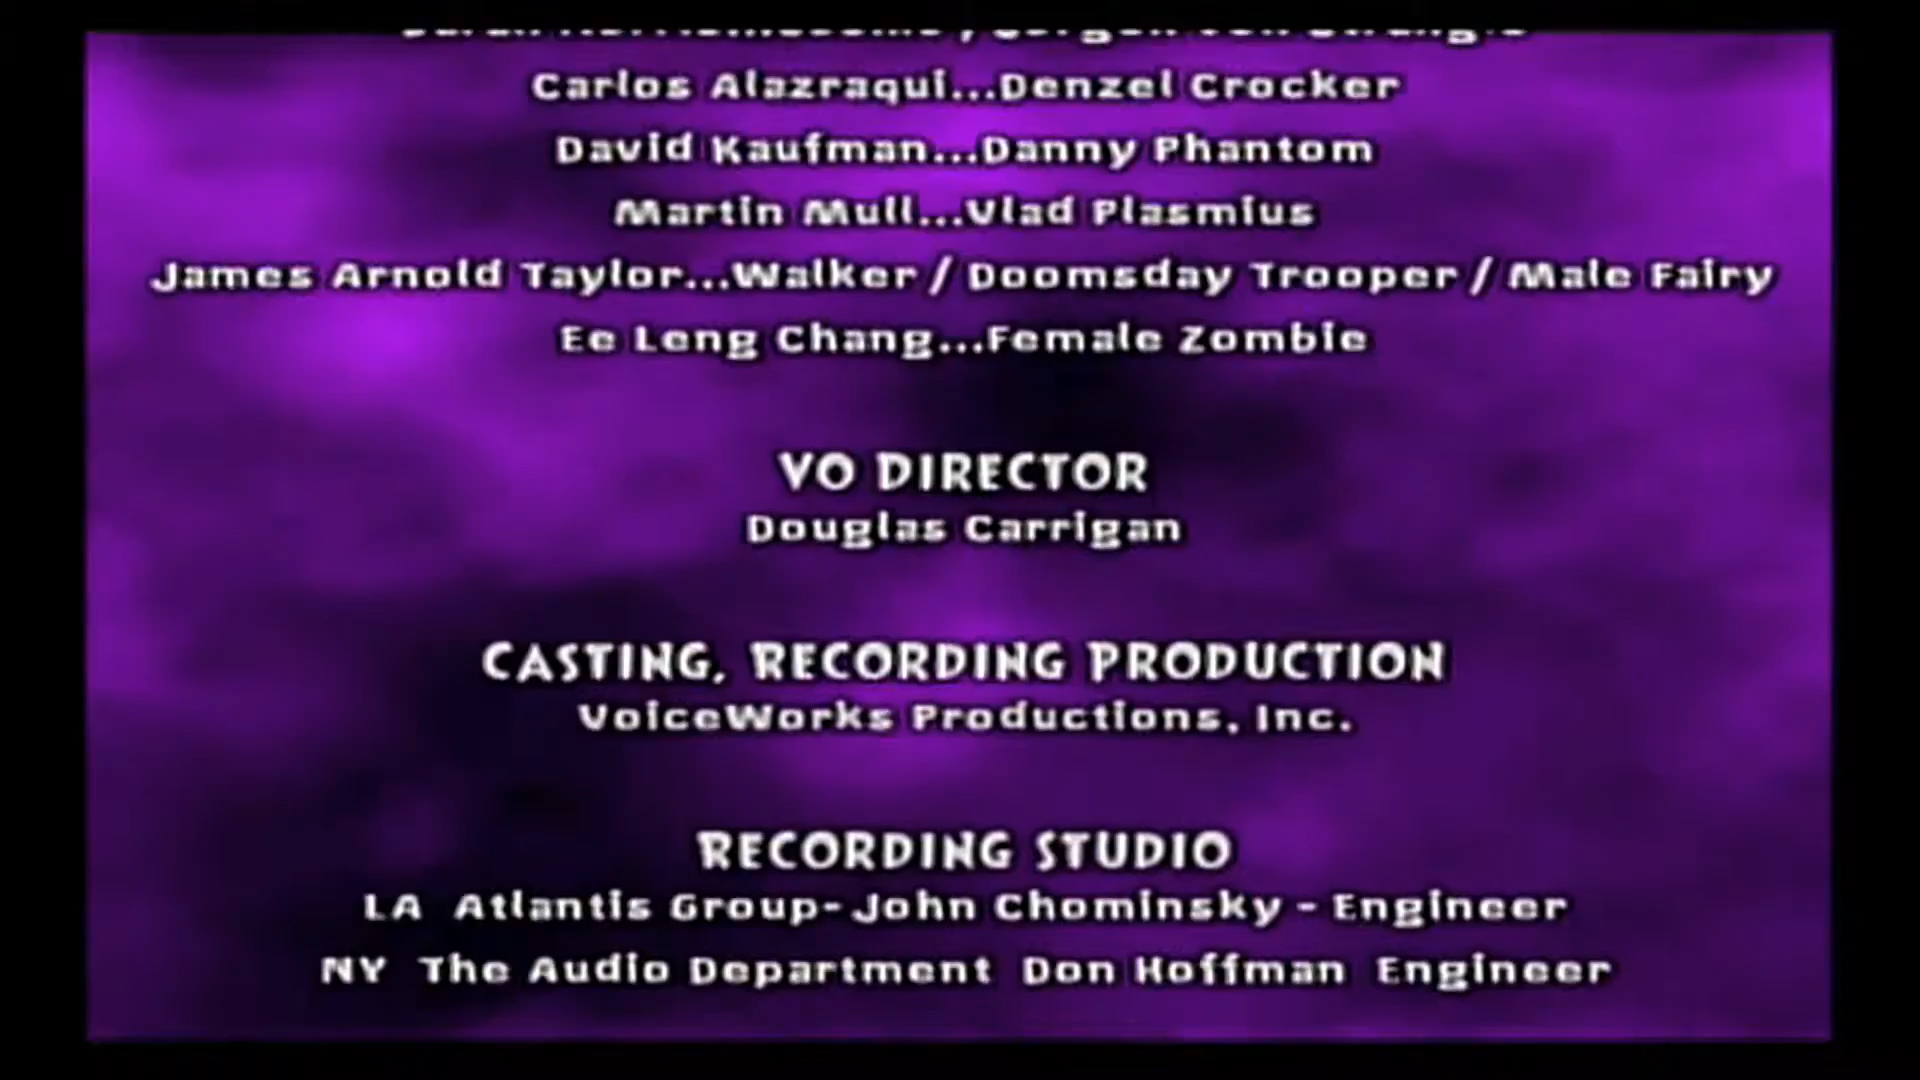 Carlos Alazraqui...Denzel Crocker
David Kaufman...Danny Phantom
Martin Mull...Vlad Plasmius
James Arnold Taylor...Walker / Doomsday Trooper / Male Fairy
Ee Leng Chang...Female Zombie
VO DIRECTOR
Douglas Carrigan
CASTING, RECORDING PRODUCTION
VoiceWorks Productions, Inc.
RECORDING STUDIO
LA Atlantis Group- John Chominsky - Engineer
NY The Audio Department Don Hoffman Engineer